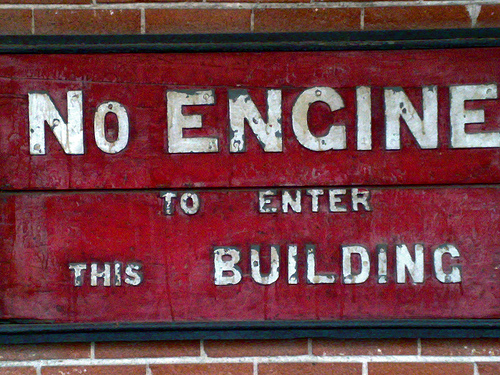 No ENGINE
TO ENTER
THIS BUILDING